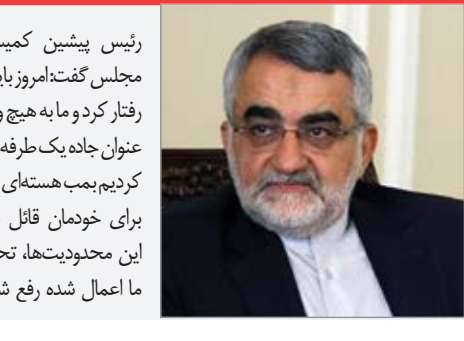 رئیس پیشین کمیس
مجلس گفت: امروز بای
رفتار کرد و ما به هیچ و
عنوان جاده یک طرفه
کردیم بمب هسته‌ای
برای خودمان قائل
این محدودیت‌ها، تح
ما اعمال شده رفع ش